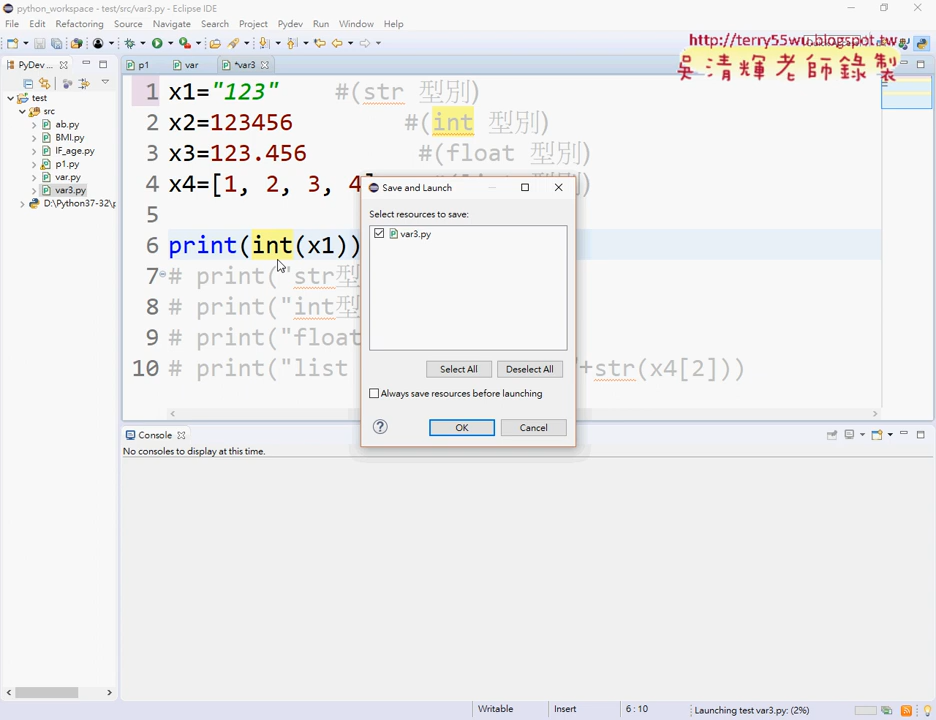 python_workspace - test/src/var3.py - Eclipse IDE
File Edit Refactoring Source Navigate Search Project Pydev Run Window Help
http://terry55wu.blogspot.tw
吳清輝老師錄製
PyDev ...
p1 var *var3
test
src
ab.py
BMI.py
IF_age.py
p1.py
var.py
var3.py
D:\Python37-32\p
1 x1="123" #(str 型別)
2 x2=123456 #(int 型別)
3 x3=123.456 #(float 型別)
4 x4=[1, 2, 3, 4 別)
5
6 print(int(x1))
7 # print("str型
8 # print("int型
9 # print("float
10 # print("list "+str(x4[2]))
Save and Launch
Select resources to save:
var3.py
Select All Deselect All
Always save resources before launching
OK Cancel
Console
No consoles to display at this time.
Writable Insert 6 : 10 Launching test var3.py: (2%)